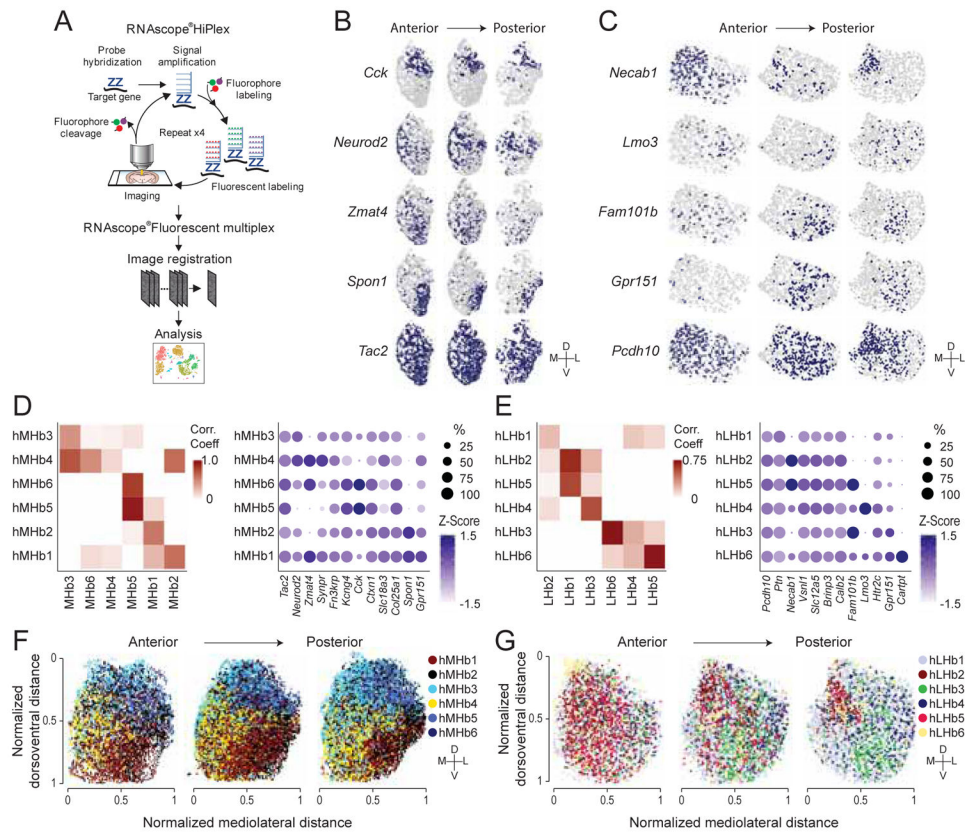 A
RNAscope®HiPlex
Probe hybridization
Signal amplification
ZZ
Target gene
ZZ
Fluorophore labeling
Fluorophore cleavage
Repeat x4
ZZ
ZZ
ZZ
Imaging
Fluorescent labeling
RNAscope®Fluorescent multiplex
Image registration
Analysis
B
Anterior
Posterior
Cck
Neurod2
Zmat4
Spon1
Tac2
D
M
L
V
C
Anterior
Posterior
Necab1
Lmo3
Fam101b
Gpr151
Pcdh10
D
M
L
V
D
hMHb3
hMHb4
hMHb6
hMHb5
hMHb2
hMHb1
MHb3
MHb6
MHb4
MHb5
MHb1
MHb2
Corr. Coeff
1.0
0
hMHb3
hMHb4
hMHb6
hMHb5
hMHb2
hMHb1
Tac2
Neurod2
Zmat4
Synpr
Fn3krp
Kcng4
Cck
Ctxn1
Slc18a3
Col25a1
Spon1
Gpr151
%
25
50
75
100
Z-Score
1.5
-1.5
E
hLHb1
hLHb2
hLHb5
hLHb4
hLHb3
hLHb6
LHb2
LHb1
LHb3
LHb6
LHb4
LHb5
Corr. Coeff
0.75
0
hLHb1
hLHb2
hLHb5
hLHb4
hLHb3
hLHb6
Pcdh10
Ptn
Necab1
Vsnl1
Slc12a5
Brinp3
Calb2
Fam101b
Lmo3
Htr2c
Gpr151
Cartpt
%
25
50
75
100
Z-Score
1.5
-1.5
F
Anterior
Posterior
Normalized dorsoventral distance
0
0.5
1
0
0.5
1
0
0.5
1
0
0.5
1
Normalized mediolateral distance
hMHb1
hMHb2
hMHb3
hMHb4
hMHb5
hMHb6
D
M
L
V
G
Anterior
Posterior
Normalized dorsoventral distance
0
0.5
1
0
0.5
1
0
0.5
1
0
0.5
1
Normalized mediolateral distance
hLHb1
hLHb2
hLHb3
hLHb4
hLHb5
hLHb6
D
M
L
V